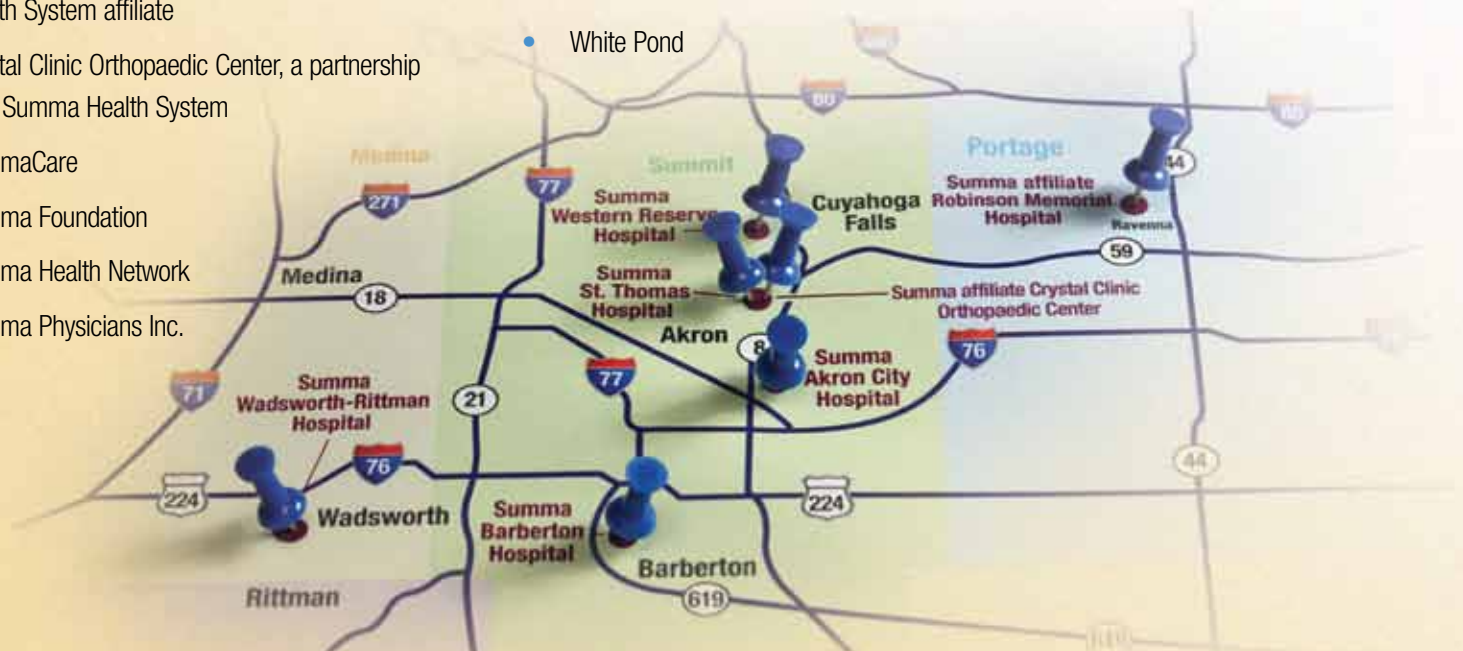 th System affiliate
tal Clinic Orthopaedic Center, a partnership
Summa Health System
maCare
ma Foundation
ma Health Network
ma Physicians Inc.
White Pond
Medina
Summit
Portage
80
271
77
44
Summa
Western Reserve
Hospital
Cuyahoga
Falls
Summa affiliate
Robinson Memorial
Hospital
Ravenna
59
Medina
18
Summa
St. Thomas
Hospital
Summa affiliate Crystal Clinic
Orthopaedic Center
Akron
8
76
71
77
Summa
Akron City
Hospital
Summa
Wadsworth-Rittman
Hospital
21
76
44
224
Wadsworth
Summa
Barberton
Hospital
224
Barberton
Rittman
619